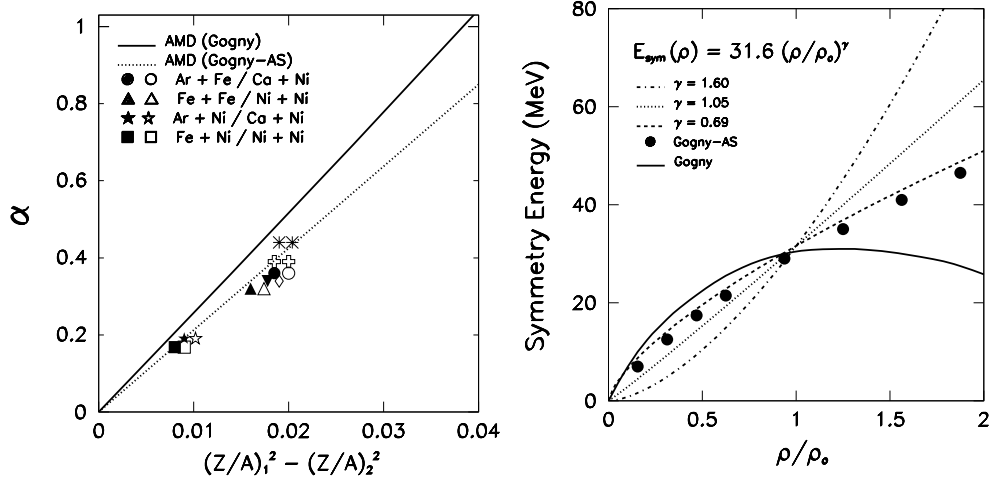 1
0.8
0.6
0.4
0.2
0
α
AMD (Gogny)
AMD (Gogny-AS)
Ar + Fe / Ca + Ni
Fe + Fe / Ni + Ni
Ar + Ni / Ca + Ni
Fe + Ni / Ni + Ni
0 0.01 0.02 0.03 0.04
(Z/A)₁² - (Z/A)₂²
80
60
40
20
0
Symmetry Energy (MeV)
E_sym(ρ) = 31.6 (ρ/ρ₀)^γ
γ = 1.60
γ = 1.05
γ = 0.69
Gogny-AS
Gogny
0 0.5 1 1.5 2
ρ/ρ₀